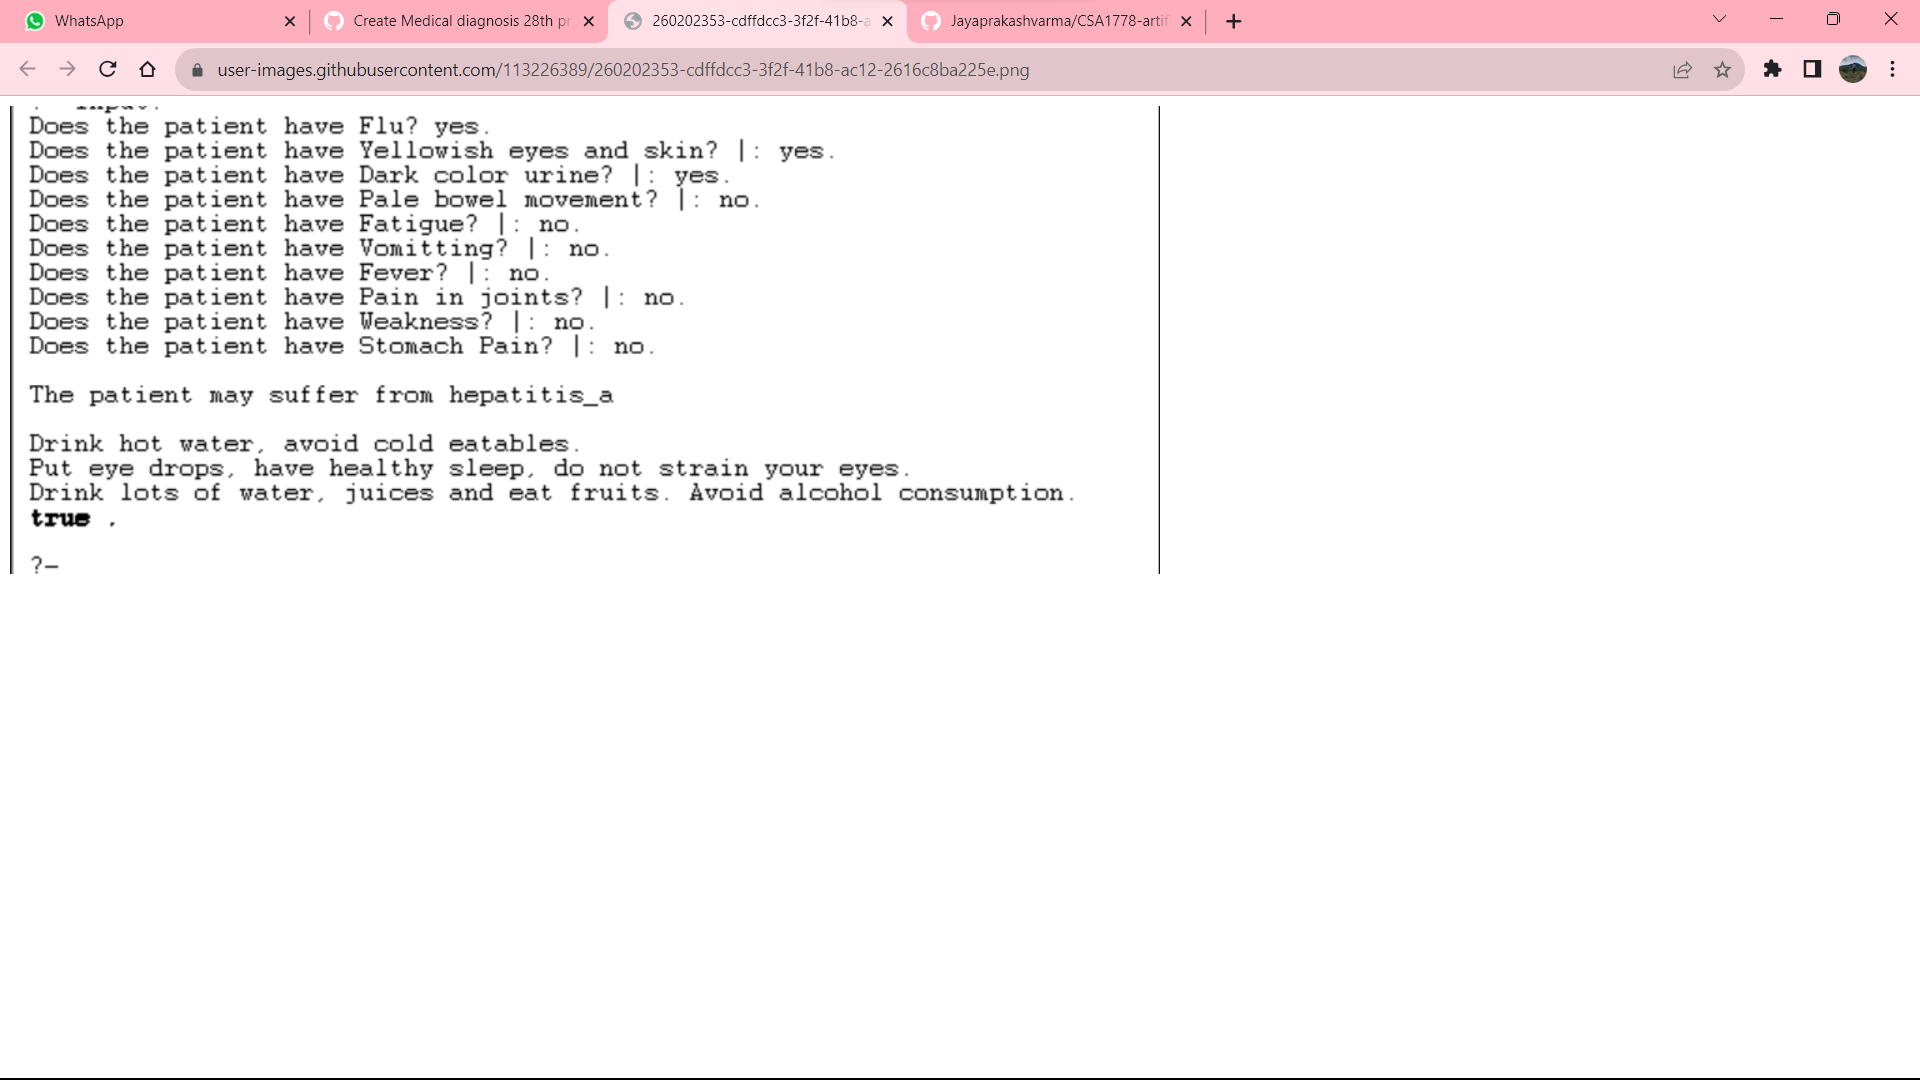 WhatsApp
Create Medical diagnosis 28th pr
260202353-cdffdcc3-3f2f-41b8-a
Jayaprakashvarma/CSA1778-artif
user-images.githubusercontent.com/113226389/260202353-cdffdcc3-3f2f-41b8-ac12-2616c8ba225e.png
Does the patient have Flu? yes.
Does the patient have Yellowish eyes and skin? |: yes.
Does the patient have Dark color urine? |: yes.
Does the patient have Pale bowel movement? |: no.
Does the patient have Fatigue? |: no.
Does the patient have Vomitting? |: no.
Does the patient have Fever? |: no.
Does the patient have Pain in joints? |: no.
Does the patient have Weakness? |: no.
Does the patient have Stomach Pain? |: no.
The patient may suffer from hepatitis_a
Drink hot water, avoid cold eatables.
Put eye drops, have healthy sleep, do not strain your eyes.
Drink lots of water, juices and eat fruits. Avoid alcohol consumption.
true .
?-